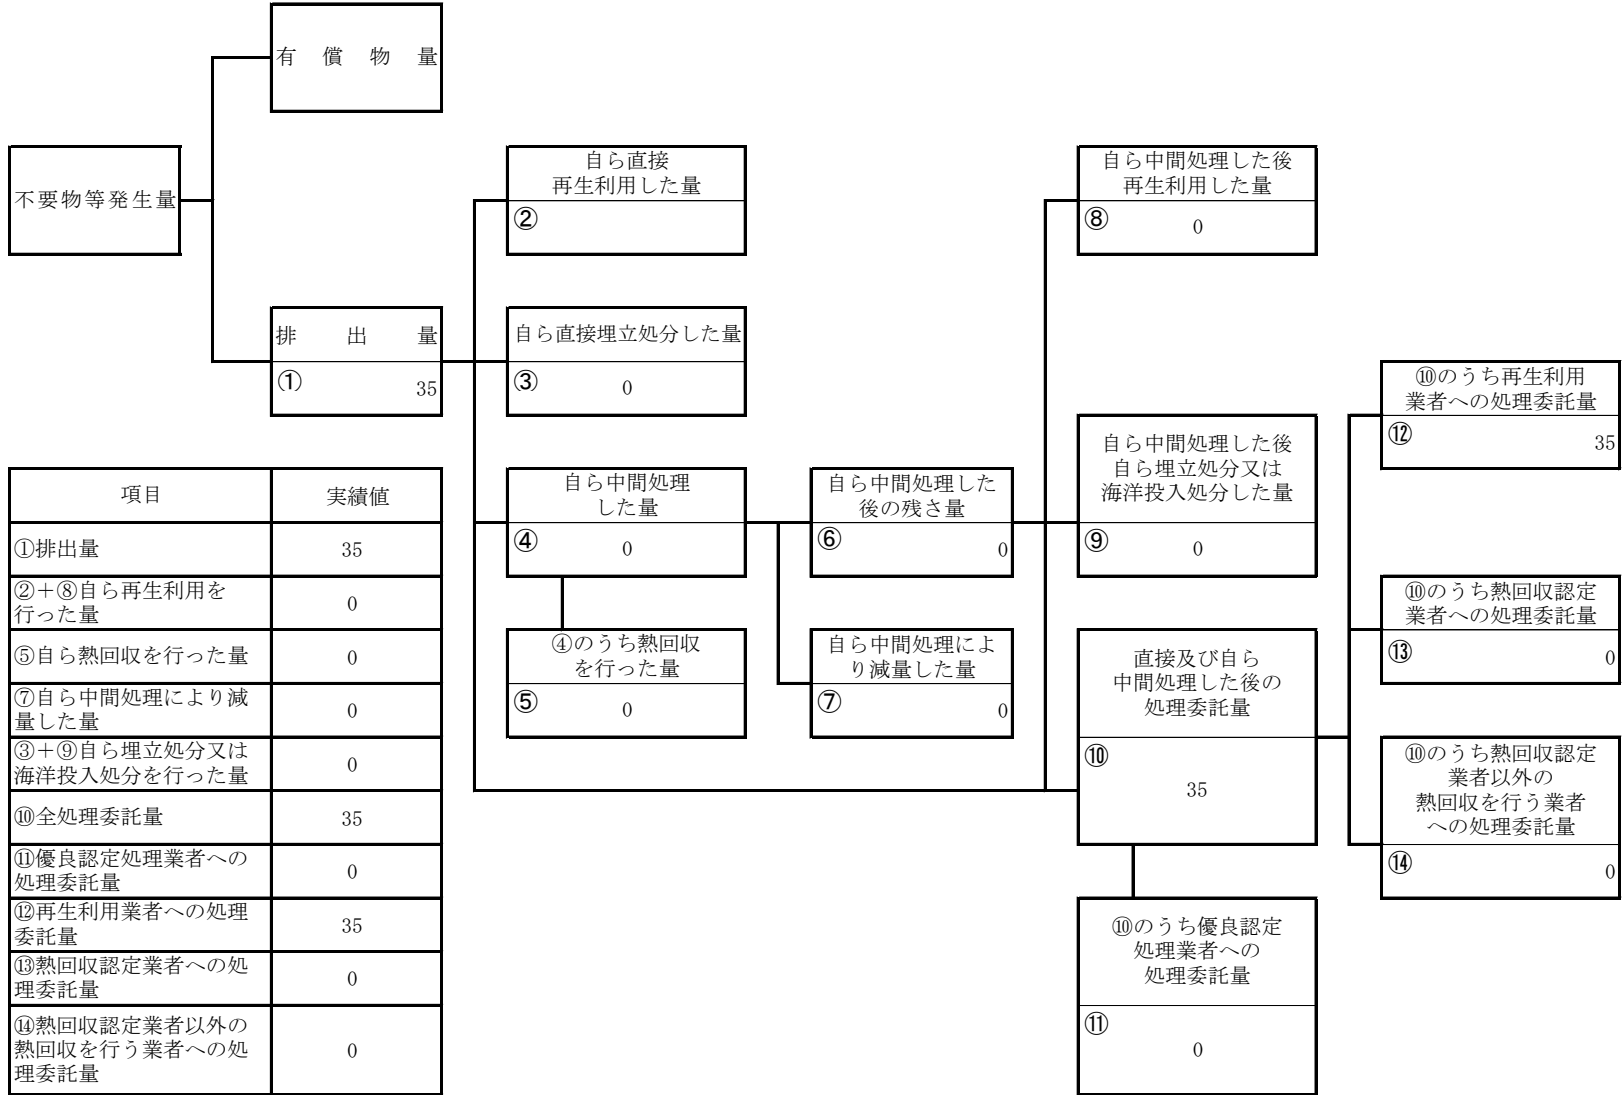 有償物量
不要物等発生量
排出量
① 35
自ら直接
再生利用した量
②
自ら直接埋立処分した量
③ 0
自ら中間処理
した量
④ 0
④のうち熱回収
を行った量
⑤ 0
自ら中間処理した
後の残さ量
⑥ 0
自ら中間処理によ
り減量した量
⑦ 0
自ら中間処理した後
再生利用した量
⑧ 0
自ら中間処理した後
自ら埋立処分又は
海洋投入処分した量
⑨ 0
直接及び自ら
中間処理した後の
処理委託量
⑩
35
⑩のうち優良認定
処理業者への
処理委託量
⑪
0
⑩のうち再生利用
業者への処理委託量
⑫ 35
⑩のうち熱回収認定
業者への処理委託量
⑬ 0
⑩のうち熱回収認定
業者以外の
熱回収を行う業者
への処理委託量
⑭ 0
項目 実績値
①排出量 35
②＋⑧自ら再生利用を
行った量 0
⑤自ら熱回収を行った量 0
⑦自ら中間処理により減
量した量 0
③＋⑨自ら埋立処分又は
海洋投入処分を行った量 0
⑩全処理委託量 35
⑪優良認定処理業者への
処理委託量 0
⑫再生利用業者への処理
委託量 35
⑬熱回収認定業者への処
理委託量 0
⑭熱回収認定業者以外の
熱回収を行う業者への処
理委託量 0